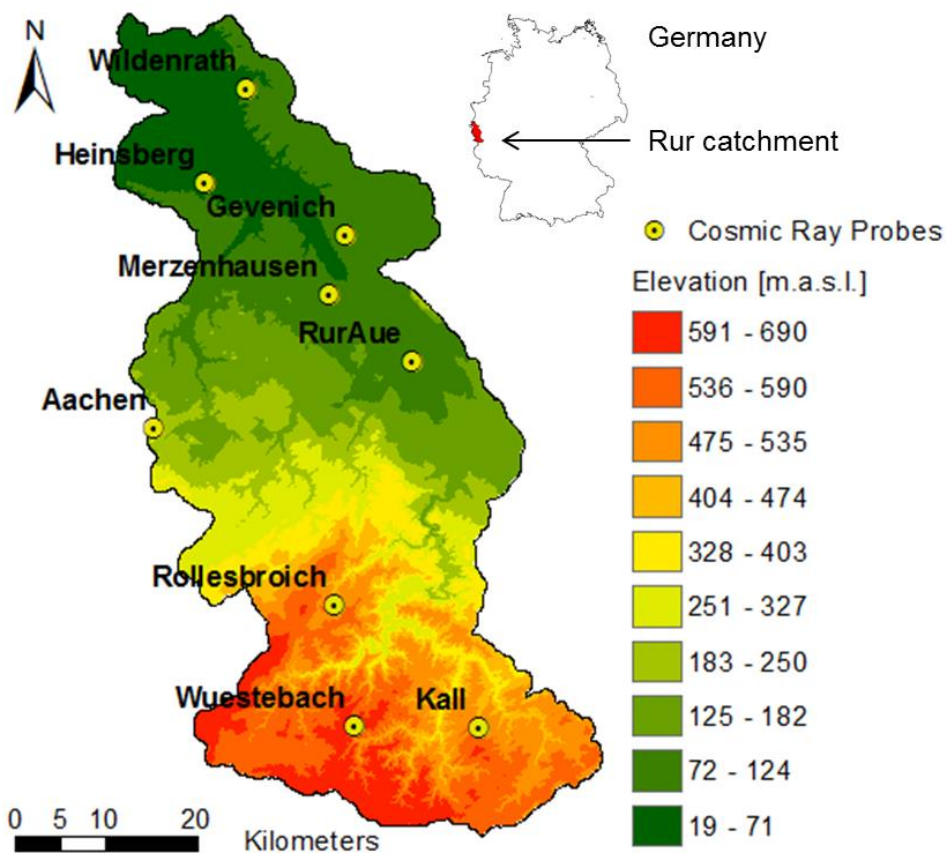 N
Wildenrath
Heinsberg
Gevenich
Merzenhausen
RurAue
Aachen
Rollesbroich
Wuestebach
Kall
0 5 10 20
Kilometers
Germany
Rur catchment
Cosmic Ray Probes
Elevation [m.a.s.l.]
591 - 690
536 - 590
475 - 535
404 - 474
328 - 403
251 - 327
183 - 250
125 - 182
72 - 124
19 - 71